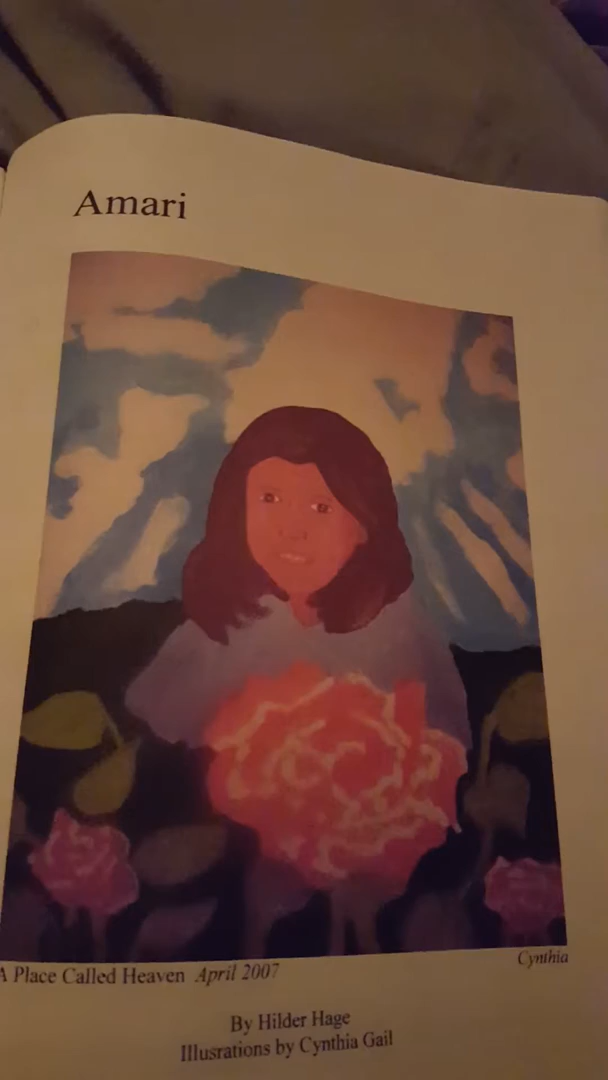 Amari
A Place Called Heaven April 2007
Cynthia
By Hilder Hage
Illusrations by Cynthia Gail